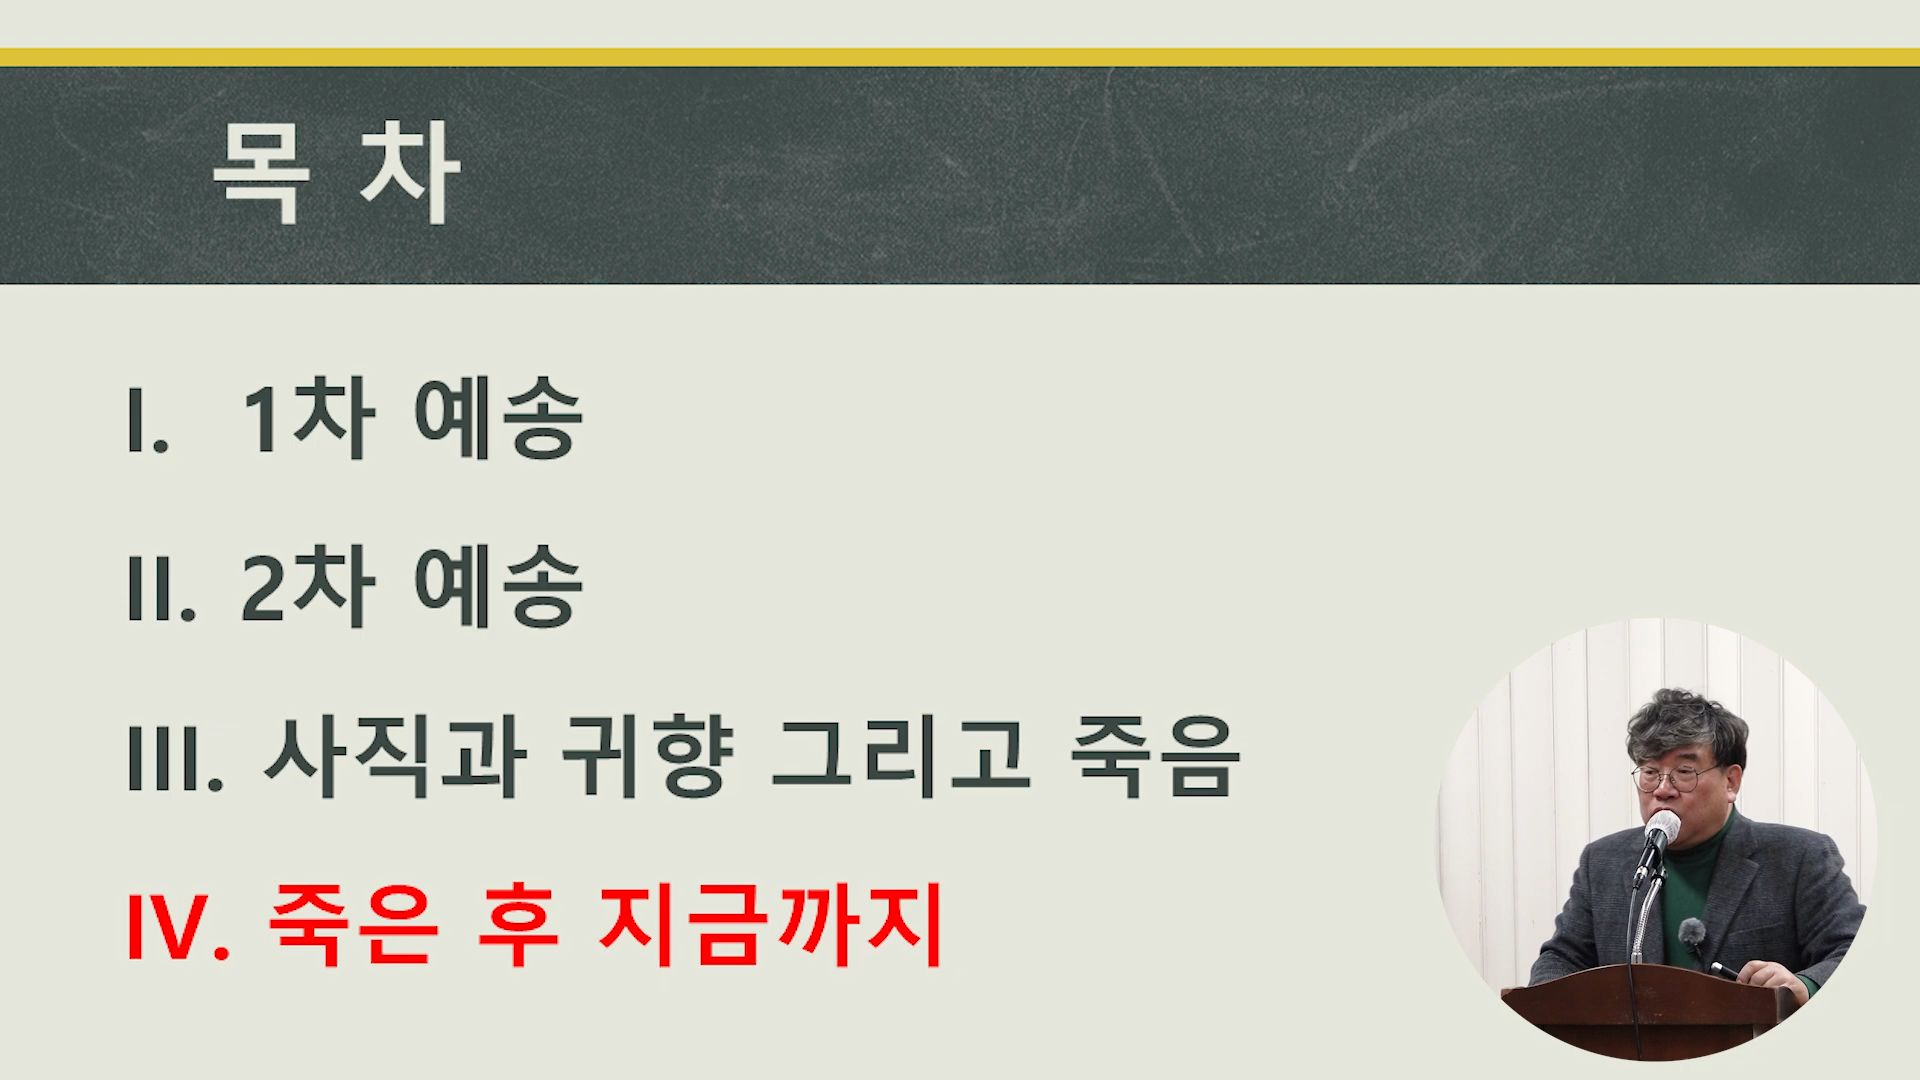 목 차
I. 1차 예송
II. 2차 예송
III. 사직과 귀향 그리고 죽음
IV. 죽은 후 지금까지